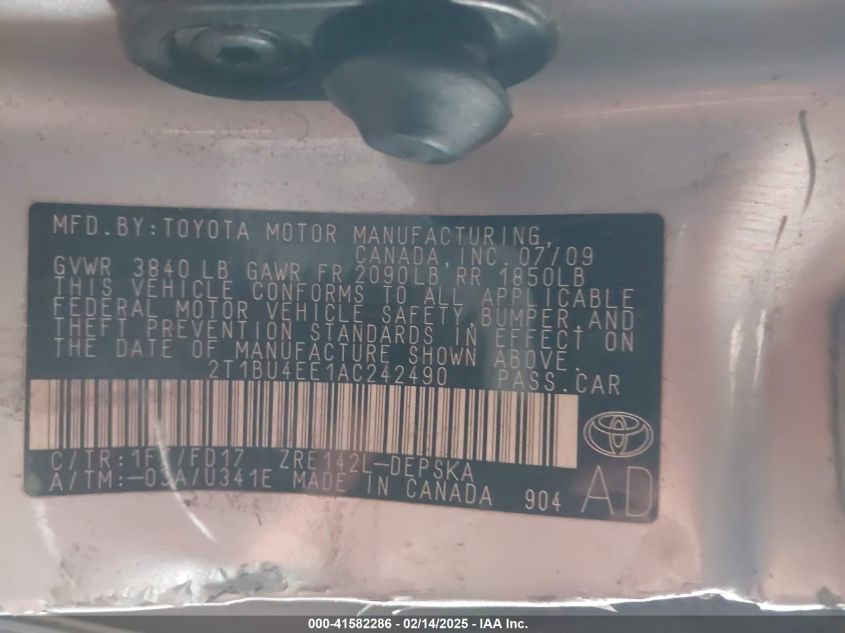 MFD.BY:TOYOTA MOTOR MANUFACTURING,
CANADA,INC. 07/09
GVWR 3840 LB GAWR FR 2090LB RR 1850LB
THIS VEHICLE CONFORMS TO ALL APPLICABLE
FEDERAL MOTOR VEHICLE SAFETY,BUMPER,AND
THEFT PREVENTION STANDARDS IN EFFECT ON
THE DATE OF MANUFACTURE SHOWN ABOVE.
2T1BU4EE1AC242490 PASS.CAR
ZRE142L-DEPSKA
MADE IN CANADA 904 AD
000-41582286 - 02/14/2025 - IAA Inc.